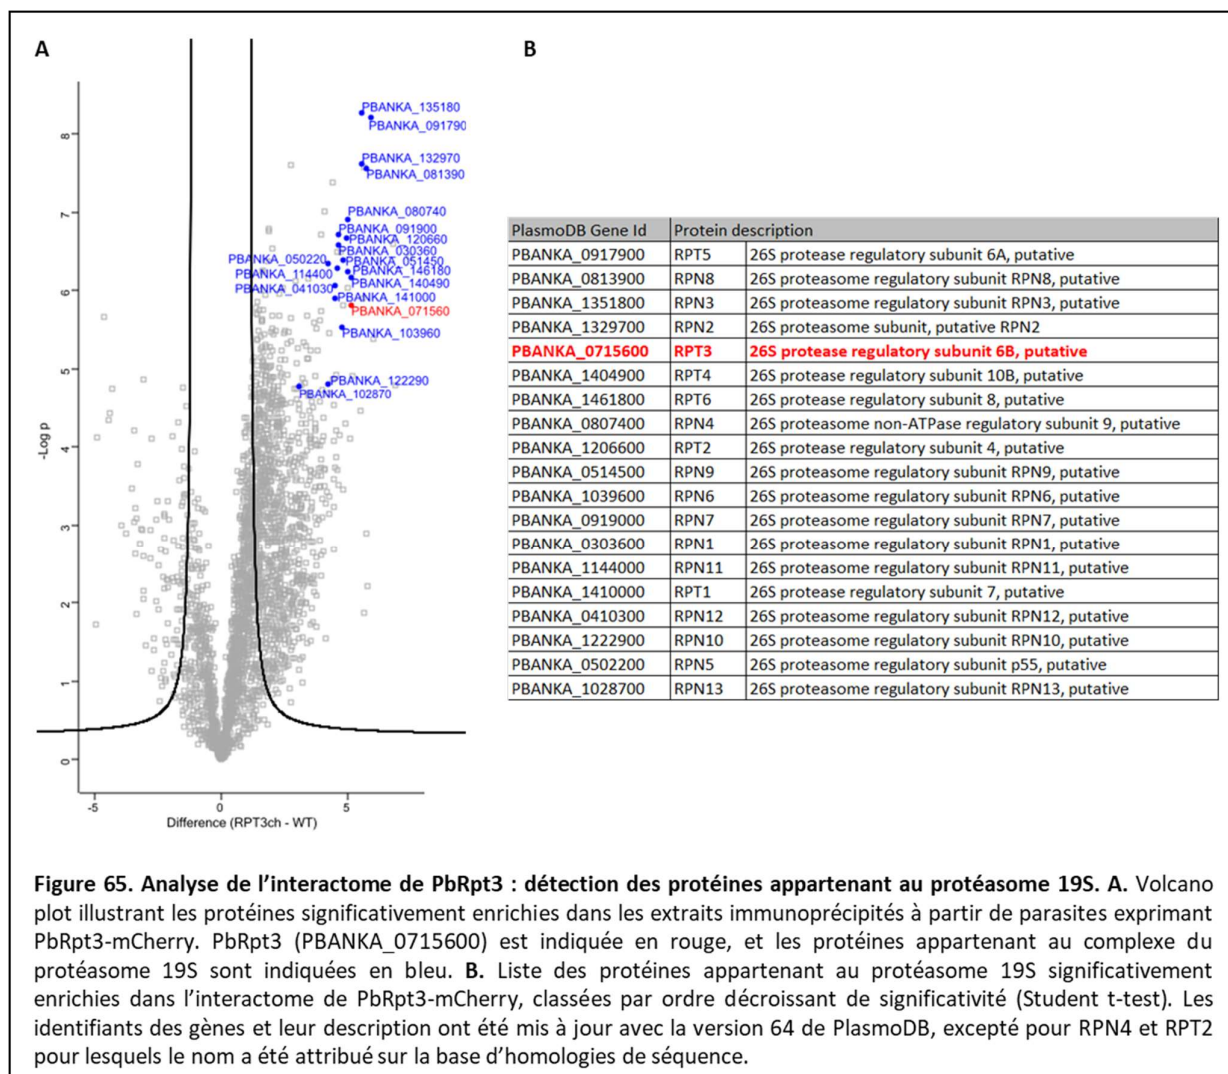 A
B
PBANKA_135180
PBANKA_091790
PBANKA_132970
PBANKA_081390
PBANKA_080740
PBANKA_091900
PBANKA_120660
PBANKA_030360
PBANKA_050220
PBANKA_051450
PBANKA_114400
PBANKA_146180
PBANKA_041030
PBANKA_140490
PBANKA_141000
PBANKA_071560
PBANKA_103960
PBANKA_122290
PBANKA_102870
-Log p
8
7
6
5
4
3
2
1
0
-5 0 5
Difference (RPT3ch - WT)
PlasmoDB Gene Id Protein description
PBANKA_0917900 RPT5 26S protease regulatory subunit 6A, putative
PBANKA_0813900 RPN8 26S protease regulatory subunit RPN8, putative
PBANKA_1351800 RPN3 26S protease regulatory subunit RPN3, putative
PBANKA_1329700 RPN2 26S proteasome subunit, putative RPN2
PBANKA_0715600 RPT3 26S protease regulatory subunit 6B, putative
PBANKA_1404900 RPT4 26S protease regulatory subunit 10B, putative
PBANKA_1461800 RPT6 26S protease regulatory subunit 8, putative
PBANKA_0807400 RPN4 26S proteasome non-ATPase regulatory subunit 9, putative
PBANKA_1206600 RPT2 26S protease regulatory subunit 4, putative
PBANKA_0514500 RPN9 26S proteasome regulatory subunit RPN9, putative
PBANKA_1039600 RPN6 26S proteasome regulatory subunit RPN6, putative
PBANKA_0919000 RPN7 26S proteasome regulatory subunit RPN7, putative
PBANKA_0303600 RPN1 26S proteasome regulatory subunit RPN1, putative
PBANKA_1144000 RPN11 26S proteasome regulatory subunit RPN11, putative
PBANKA_1410000 RPT1 26S protease regulatory subunit 7, putative
PBANKA_0410300 RPN12 26S proteasome regulatory subunit RPN12, putative
PBANKA_1222900 RPN10 26S proteasome regulatory subunit RPN10, putative
PBANKA_0502200 RPN5 26S proteasome regulatory subunit p55, putative
PBANKA_1028700 RPN13 26S proteasome regulatory subunit RPN13, putative
Figure 65. Analyse de l'interactome de PbRpt3 : détection des protéines appartenant au protéasome 19S. A. Volcano
plot illustrant les protéines significativement enrichies dans les extraits immunoprécipités à partir de parasites exprimant
PbRpt3-mCherry. PbRpt3 (PBANKA_0715600) est indiquée en rouge, et les protéines appartenant au complexe du
protéasome 19S sont indiquées en bleu. B. Liste des protéines appartenant au protéasome 19S significativement
enrichies dans l'interactome de PbRpt3-mCherry, classées par ordre décroissant de significativité (Student t-test). Les
identifiants des gènes et leur description ont été mis à jour avec la version 64 de PlasmoDB, excepté pour RPN4 et RPT2
pour lesquels le nom a été attribué sur la base d'homologies de séquence.